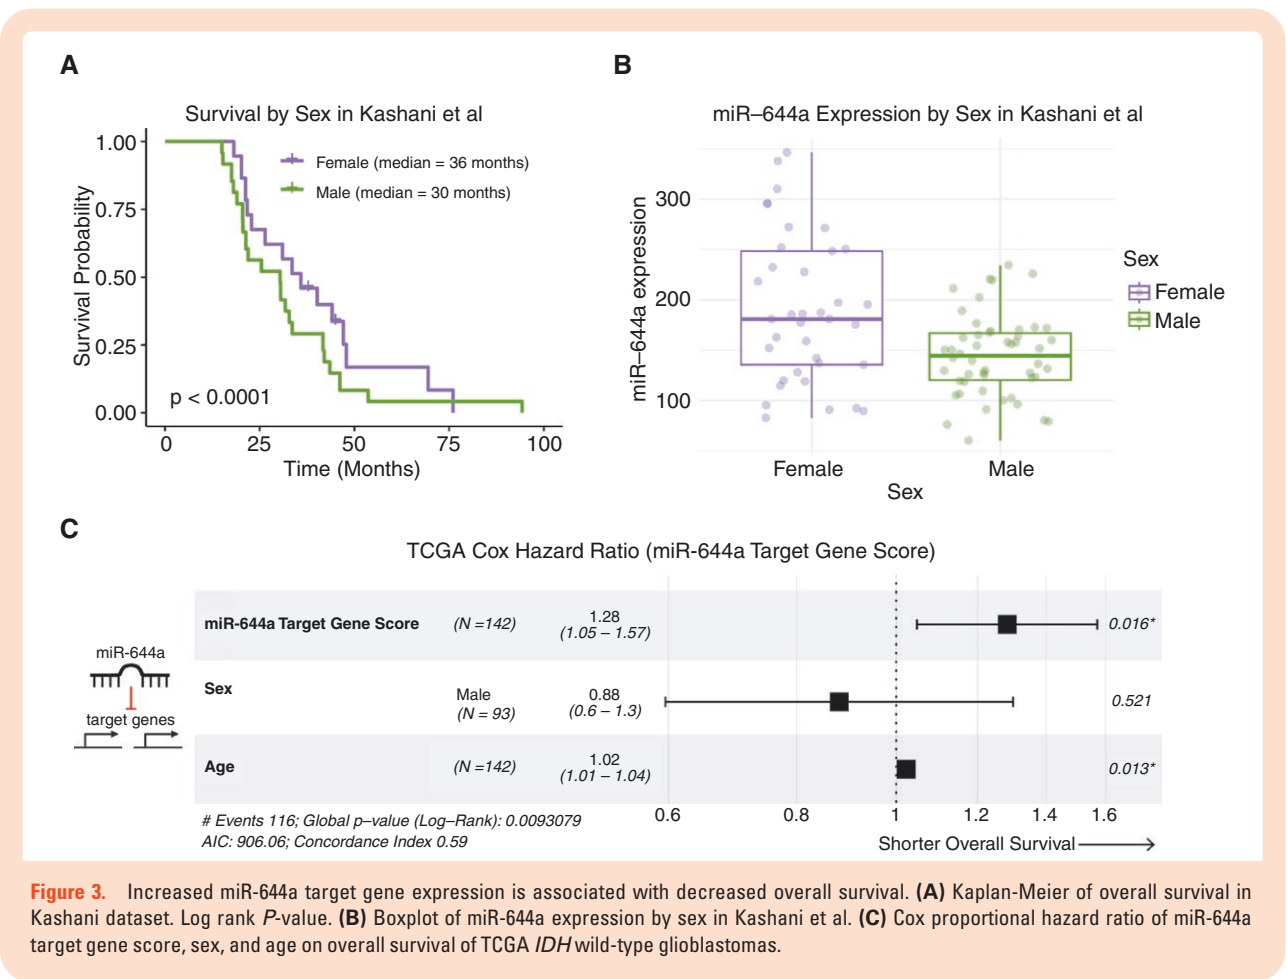 A
Survival by Sex in Kashani et al
Survival Probability
1.00
0.75
0.50
0.25
0.00
Female (median = 36 months)
Male (median = 30 months)
p < 0.0001
0 25 50 75 100
Time (Months)
B
miR–644a Expression by Sex in Kashani et al
miR–644a expression
300
200
100
Female Male
Sex
Sex
Female
Male
C
TCGA Cox Hazard Ratio (miR-644a Target Gene Score)
miR-644a
target genes
miR-644a Target Gene Score (N =142) 1.28 (1.05 – 1.57) 0.016*
Sex Male (N = 93) 0.88 (0.6 – 1.3) 0.521
Age (N =142) 1.02 (1.01 – 1.04) 0.013*
# Events 116; Global p–value (Log–Rank): 0.0093079
AIC: 906.06; Concordance Index 0.59
0.6 0.8 1 1.2 1.4 1.6
Shorter Overall Survival
Figure 3. Increased miR-644a target gene expression is associated with decreased overall survival. (A) Kaplan-Meier of overall survival in
Kashani dataset. Log rank P-value. (B) Boxplot of miR-644a expression by sex in Kashani et al. (C) Cox proportional hazard ratio of miR-644a
target gene score, sex, and age on overall survival of TCGA IDH wild-type glioblastomas.